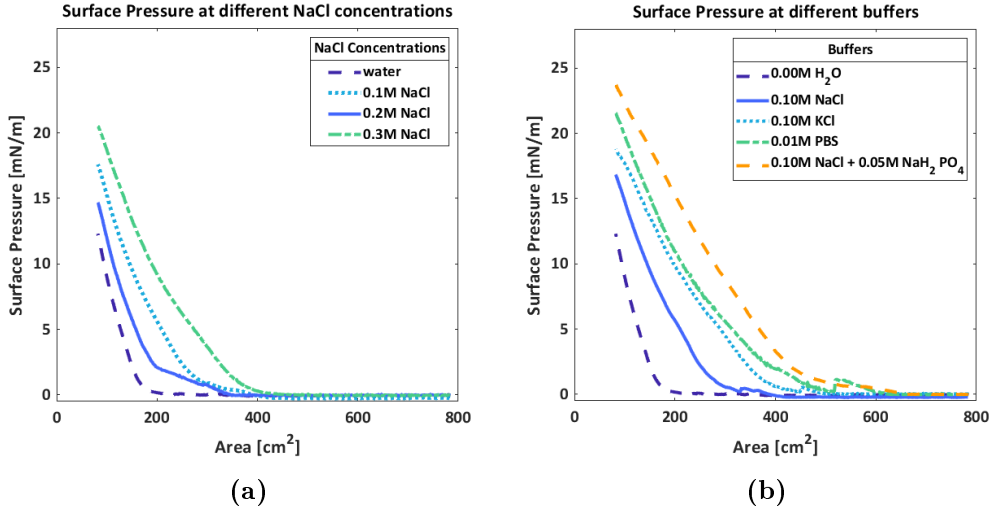 Surface Pressure at different NaCl concentrations
25
20
15
10
5
0
Surface Pressure [mN/m]
NaCl Concentrations
water
0.1M NaCl
0.2M NaCl
0.3M NaCl
0 200 400 600 800
Area [cm²]
(a)
Surface Pressure at different buffers
25
20
15
10
5
0
Surface Pressure [mN/m]
Buffers
0.00M H₂O
0.10M NaCl
0.10M KCl
0.01M PBS
0.10M NaCl + 0.05M NaH₂ PO₄
0 200 400 600 800
Area [cm²]
(b)